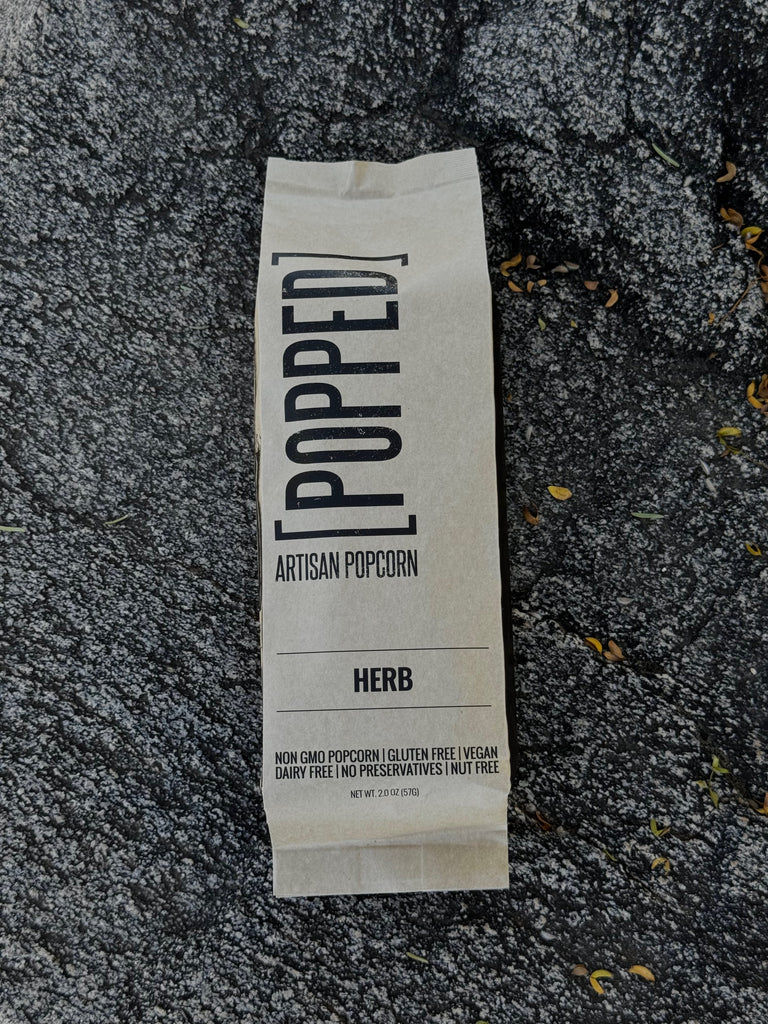 [POPPED]
ARTISAN POPCORN
HERB
NON GMO POPCORN | GLUTEN FREE | VEGAN
DAIRY FREE | NO PRESERVATIVES | NUT FREE
NET WT. 2.0 OZ (57G)